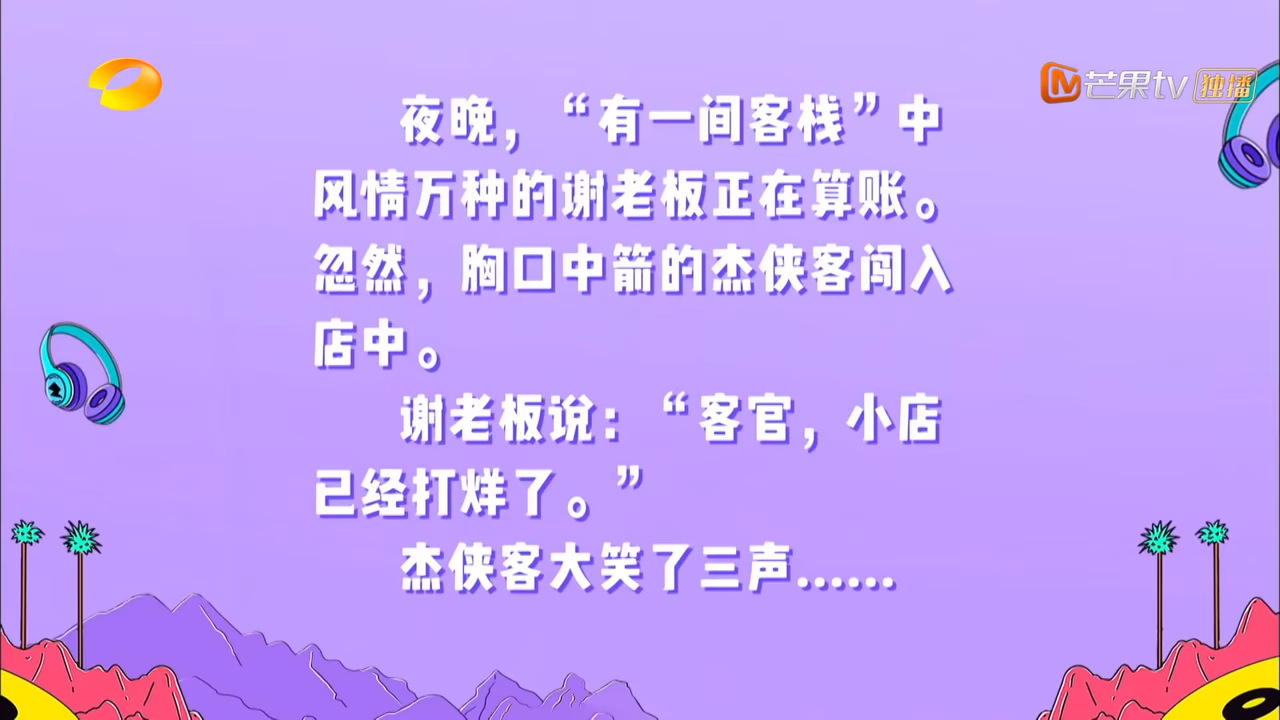 芒果tv 独播
夜晚，“有一间客栈”中
风情万种的谢老板正在算账。
忽然，胸口中箭的杰侠客闯入
店中。
谢老板说：“客官，小店
已经打烊了。”
杰侠客大笑了三声……